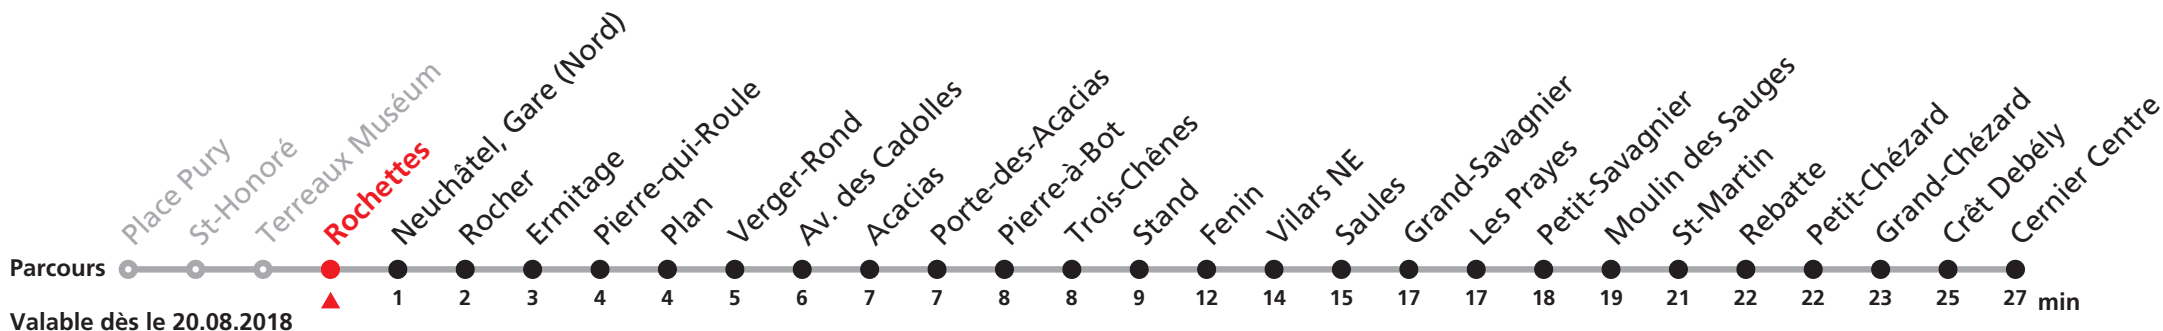 Place Pury
St-Honoré
Terreaux Muséum
Rochettes
Neuchâtel, Gare (Nord)
Rocher
Ermitage
Pierre-qui-Roule
Plan
Verger-Rond
Av. des Cadolles
Acacias
Porte-des-Acacias
Pierre-à-Bot
Trois-Chênes
Stand
Fenin
Vilars NE
Saules
Grand-Savagnier
Les Prayes
Petit-Savagnier
Moulin des Sauges
St-Martin
Rebatte
Petit-Chézard
Grand-Chézard
Crêt Debély
Cernier Centre
Parcours
1 2 3 4 4 5 6 7 7 8 8 9 12 14 15 17 17 18 19 21 22 22 23 25 27 min
Valable dès le 20.08.2018